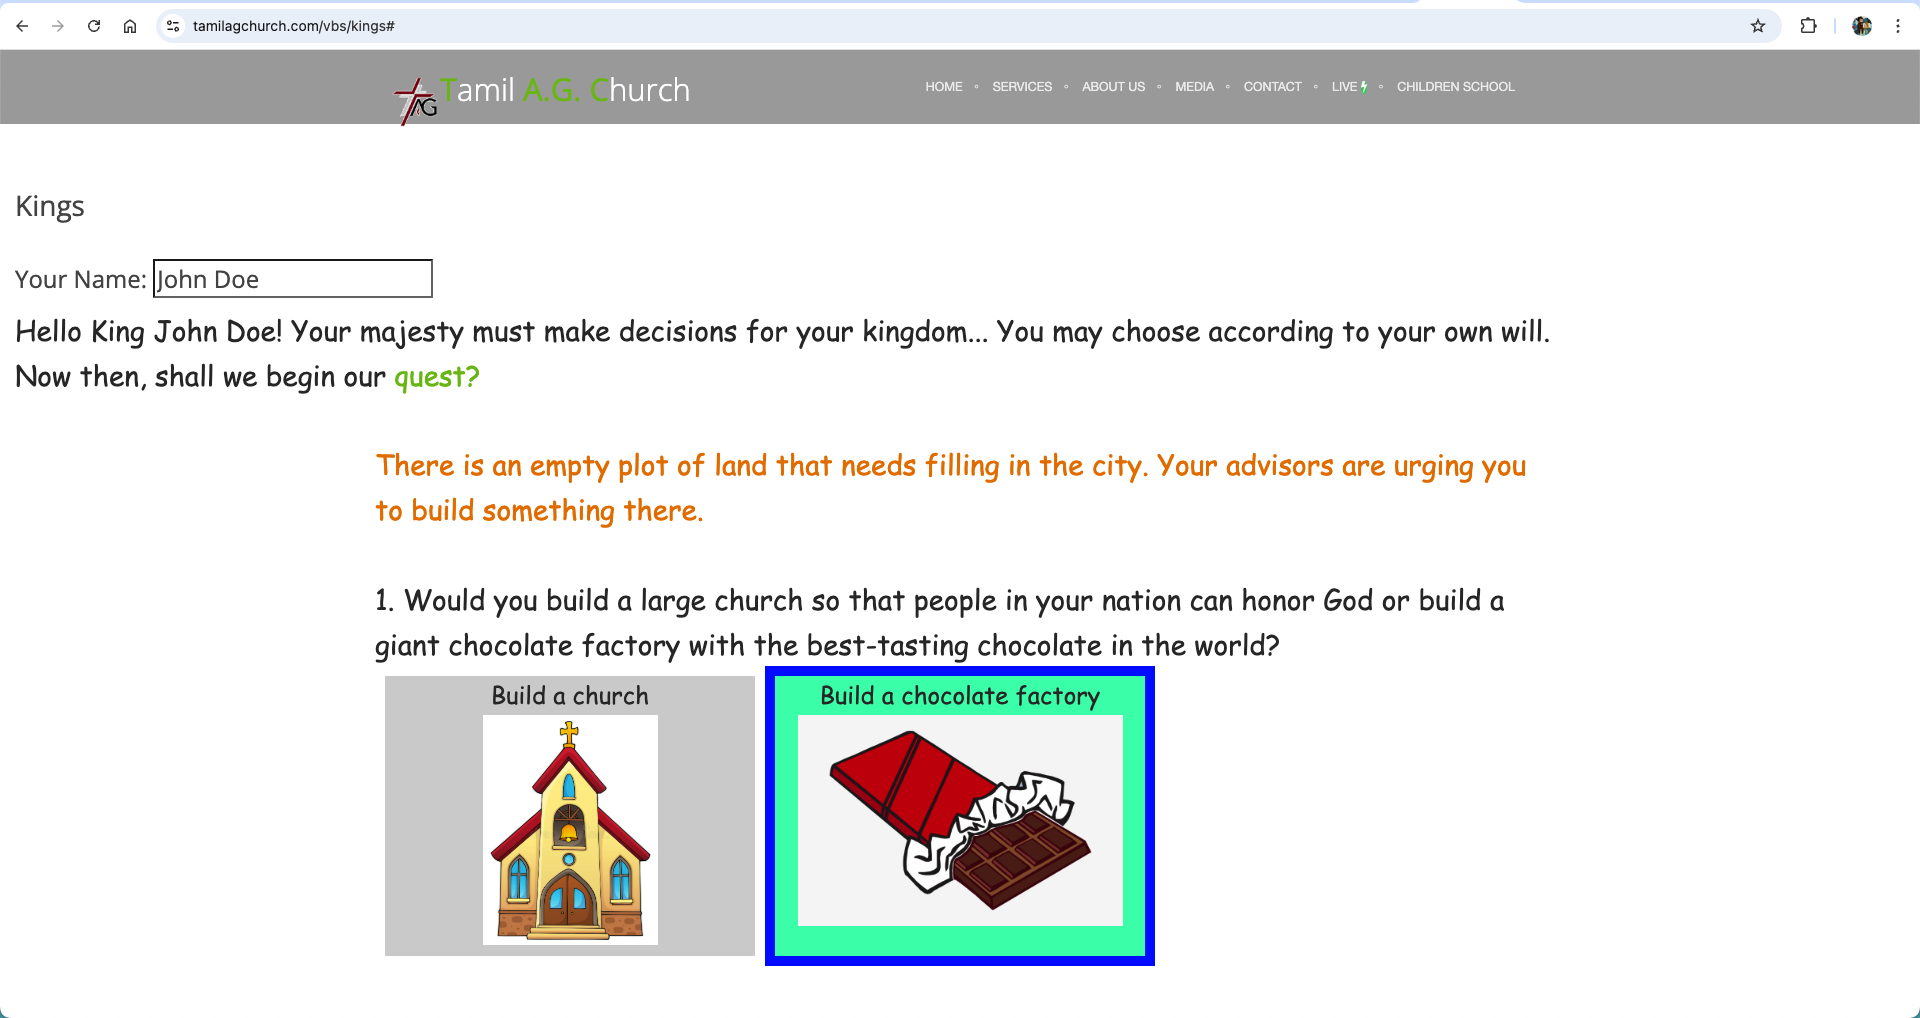 tamilagchurch.com/vbs/kings#
AG
Tamil A.G. Church
HOME
SERVICES
ABOUT US
MEDIA
CONTACT
LIVE
CHILDREN SCHOOL
Kings
Your Name: John Doe
Hello King John Doe! Your majesty must make decisions for your kingdom... You may choose according to your own will.
Now then, shall we begin our quest?
There is an empty plot of land that needs filling in the city. Your advisors are urging you
to build something there.
1. Would you build a large church so that people in your nation can honor God or build a
giant chocolate factory with the best-tasting chocolate in the world?
Build a church
Build a chocolate factory